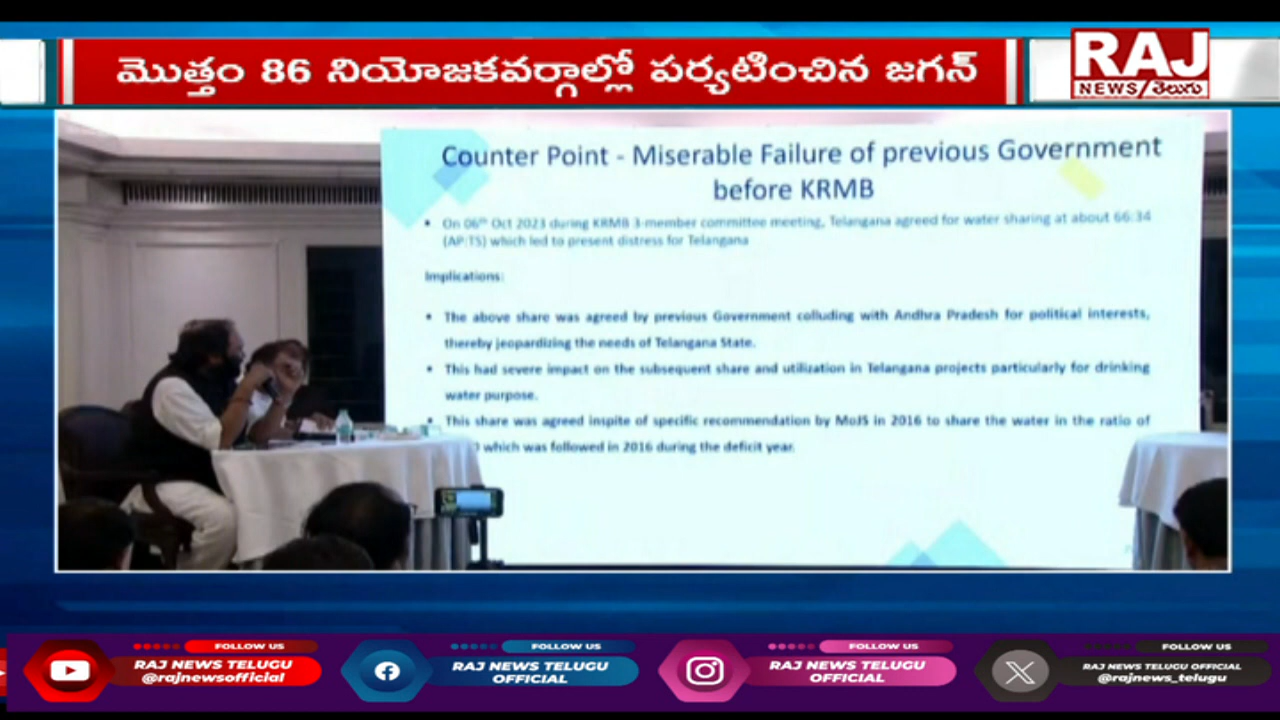 మొత్తం 86 నియోజకవర్గాల్లో పర్యటించిన జగన్
RAJ
NEWS తెలుగు
Counter Point - Miserable Failure of previous Government
before KRMB
• On 06th Oct 2023 during KRMB 3-member committee meeting, Telangana agreed for water sharing at about 66:34
(AP:TS) which led to present distress for Telangana
Implications:
• The above share was agreed by previous Government colluding with Andhra Pradesh for political interests,
thereby jeopardizing the needs of Telangana State.
• This had severe impact on the subsequent share and utilization in Telangana projects particularly for drinking
water purpose.
• This share was agreed inspite of specific recommendation by MoJS in 2016 to share the water in the ratio of
which was followed in 2016 during the deficit year.
FOLLOW US
RAJ NEWS TELUGU
@rajnewsofficial
FOLLOW US
RAJ NEWS TELUGU
OFFICIAL
FOLLOW US
RAJ NEWS TELUGU
OFFICIAL
FOLLOW US
RAJ NEWS TELUGU OFFICIAL
@rajnews_telugu